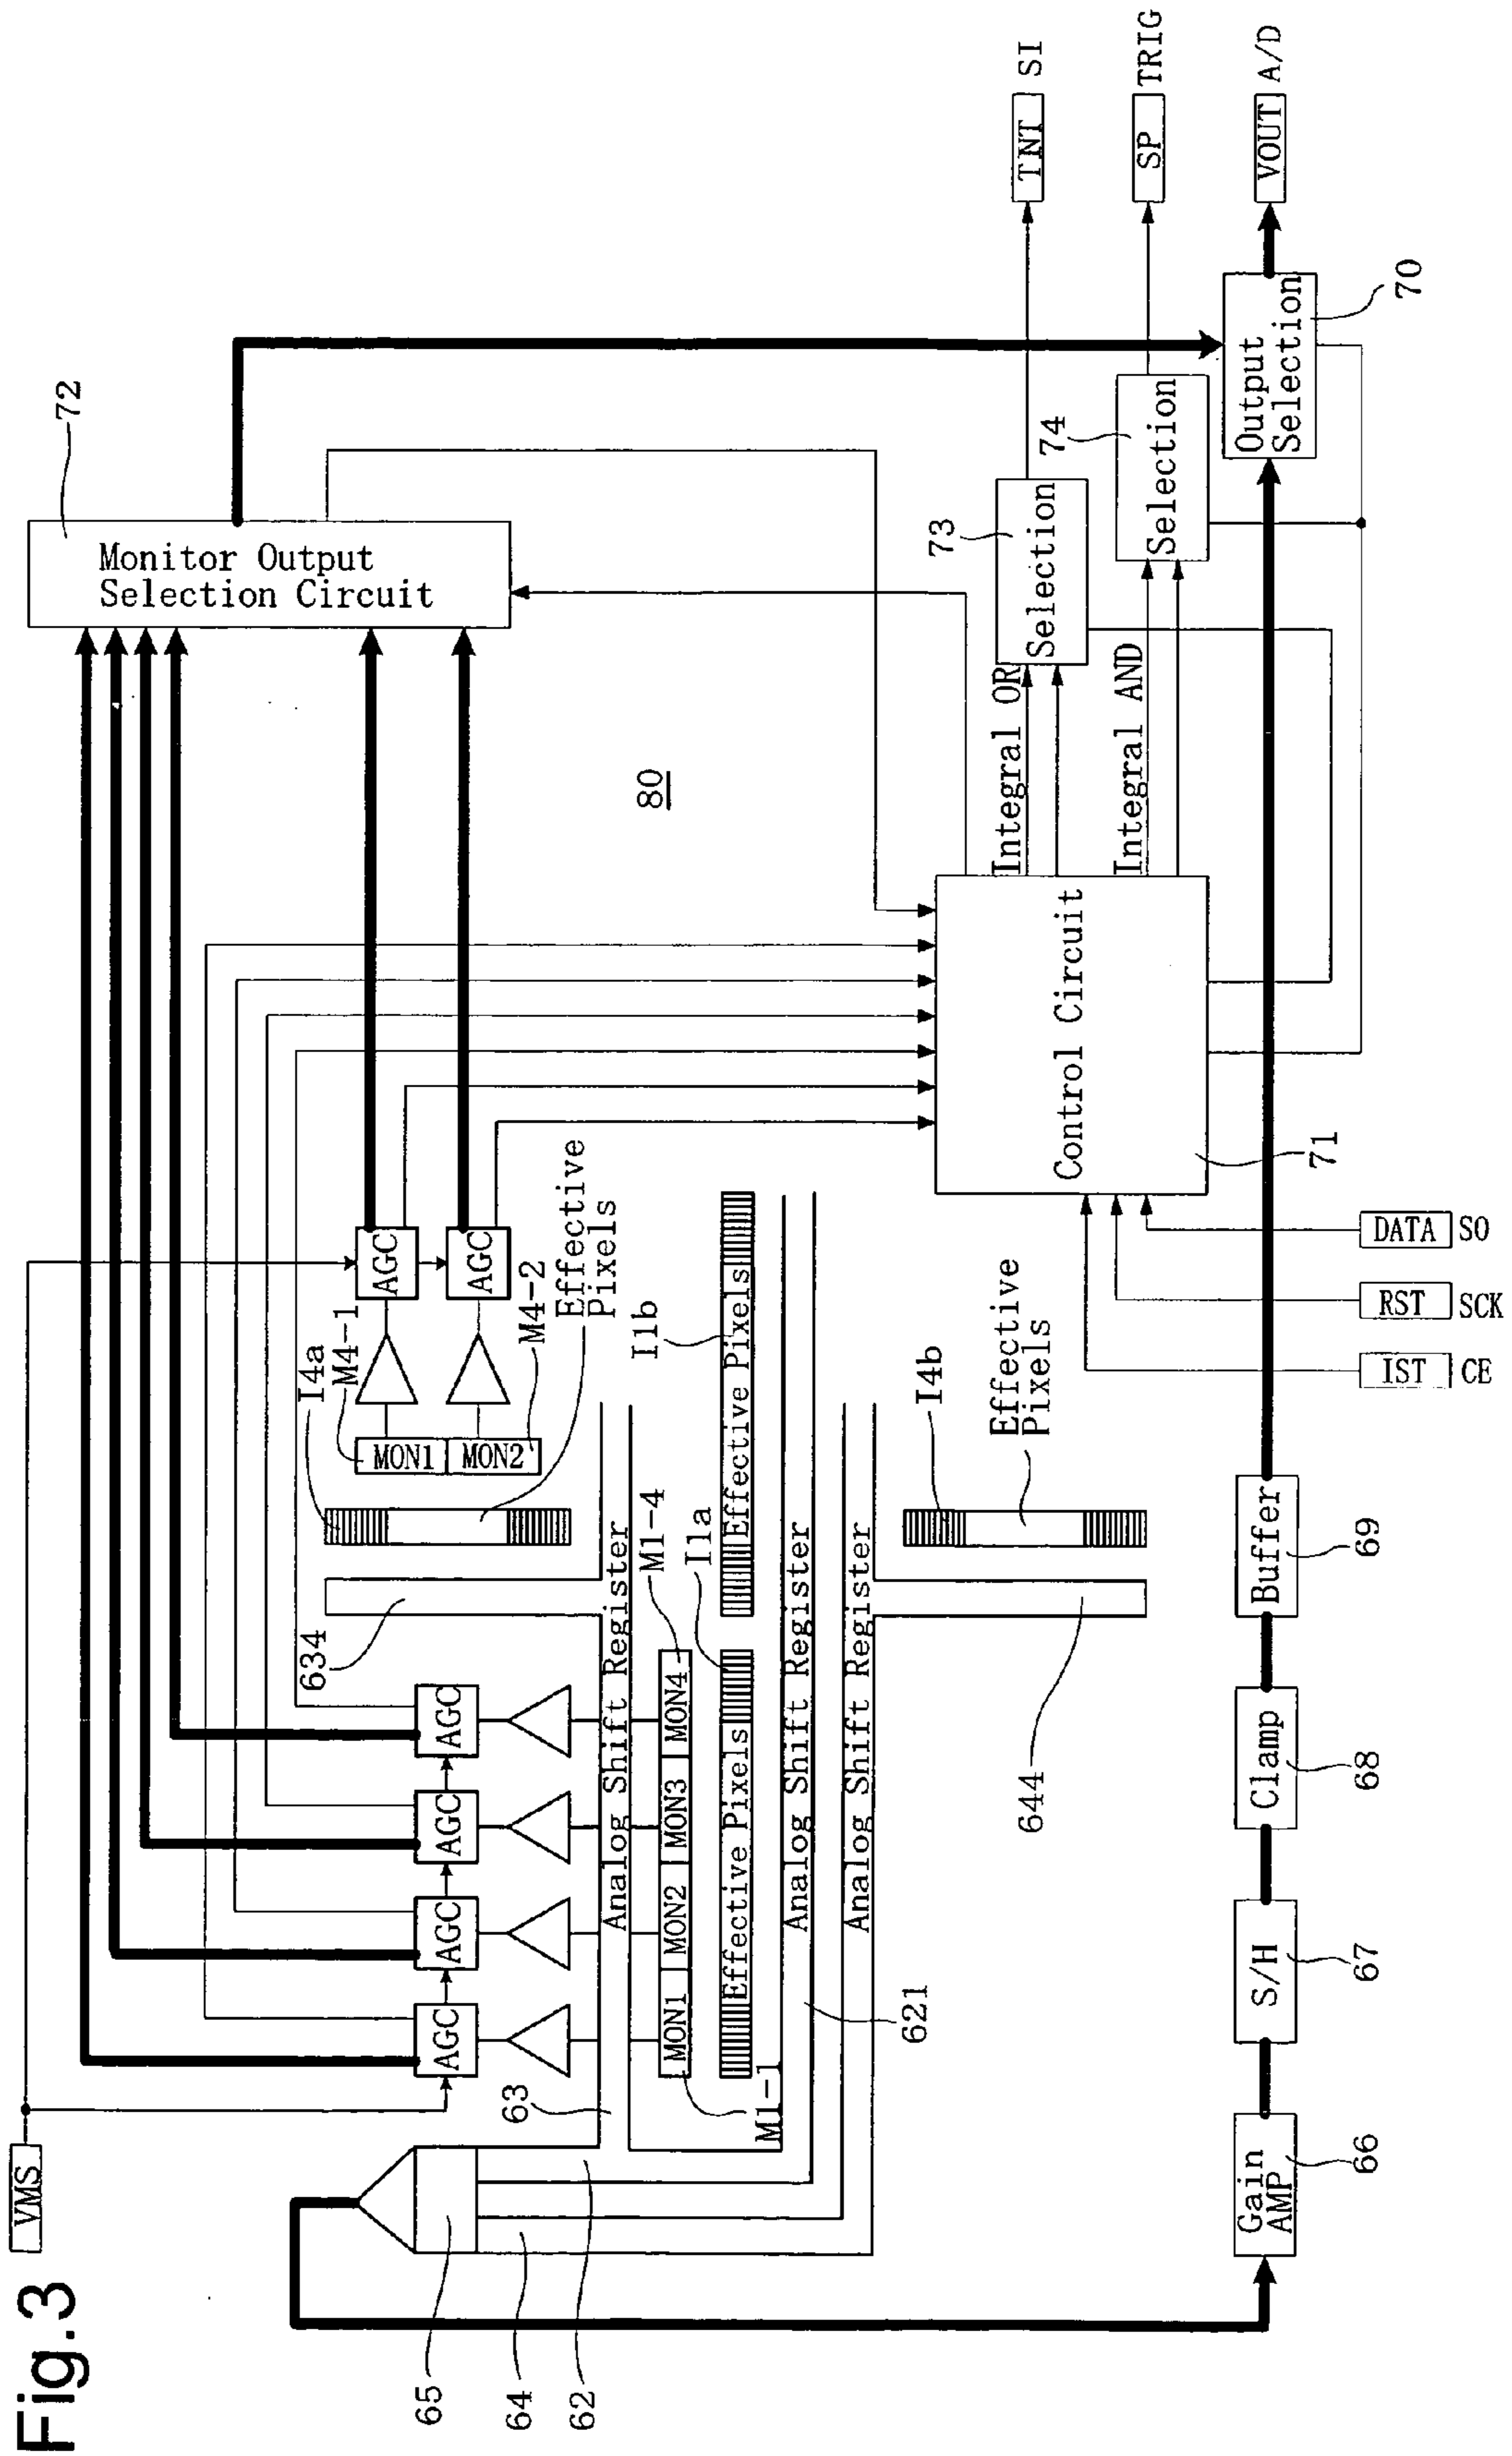 Fig.3
VMS
72
Monitor Output
Selection Circuit
80
AGC
AGC
AGC
AGC
AGC
AGC
I4a
M4-1
MON1
MON2
M4-2
Effective
Pixels
634
63
Analog Shift Register
M1-4
MON1
MON2
MON3
MON4
M1-1
I1a
Effective Pixels
I1b
Effective Pixels
Analog Shift Register
621
Analog Shift Register
644
I4b
Effective
Pixels
65
64
62
Control Circuit
71
Integral OR
Integral AND
73
Selection
74
Selection
TNT SI
SP TRIG
VOUT A/D
Output
Selection
70
DATA SO
RST SCK
IST CE
Gain
AMP
66
S/H
67
Clamp
68
Buffer
69